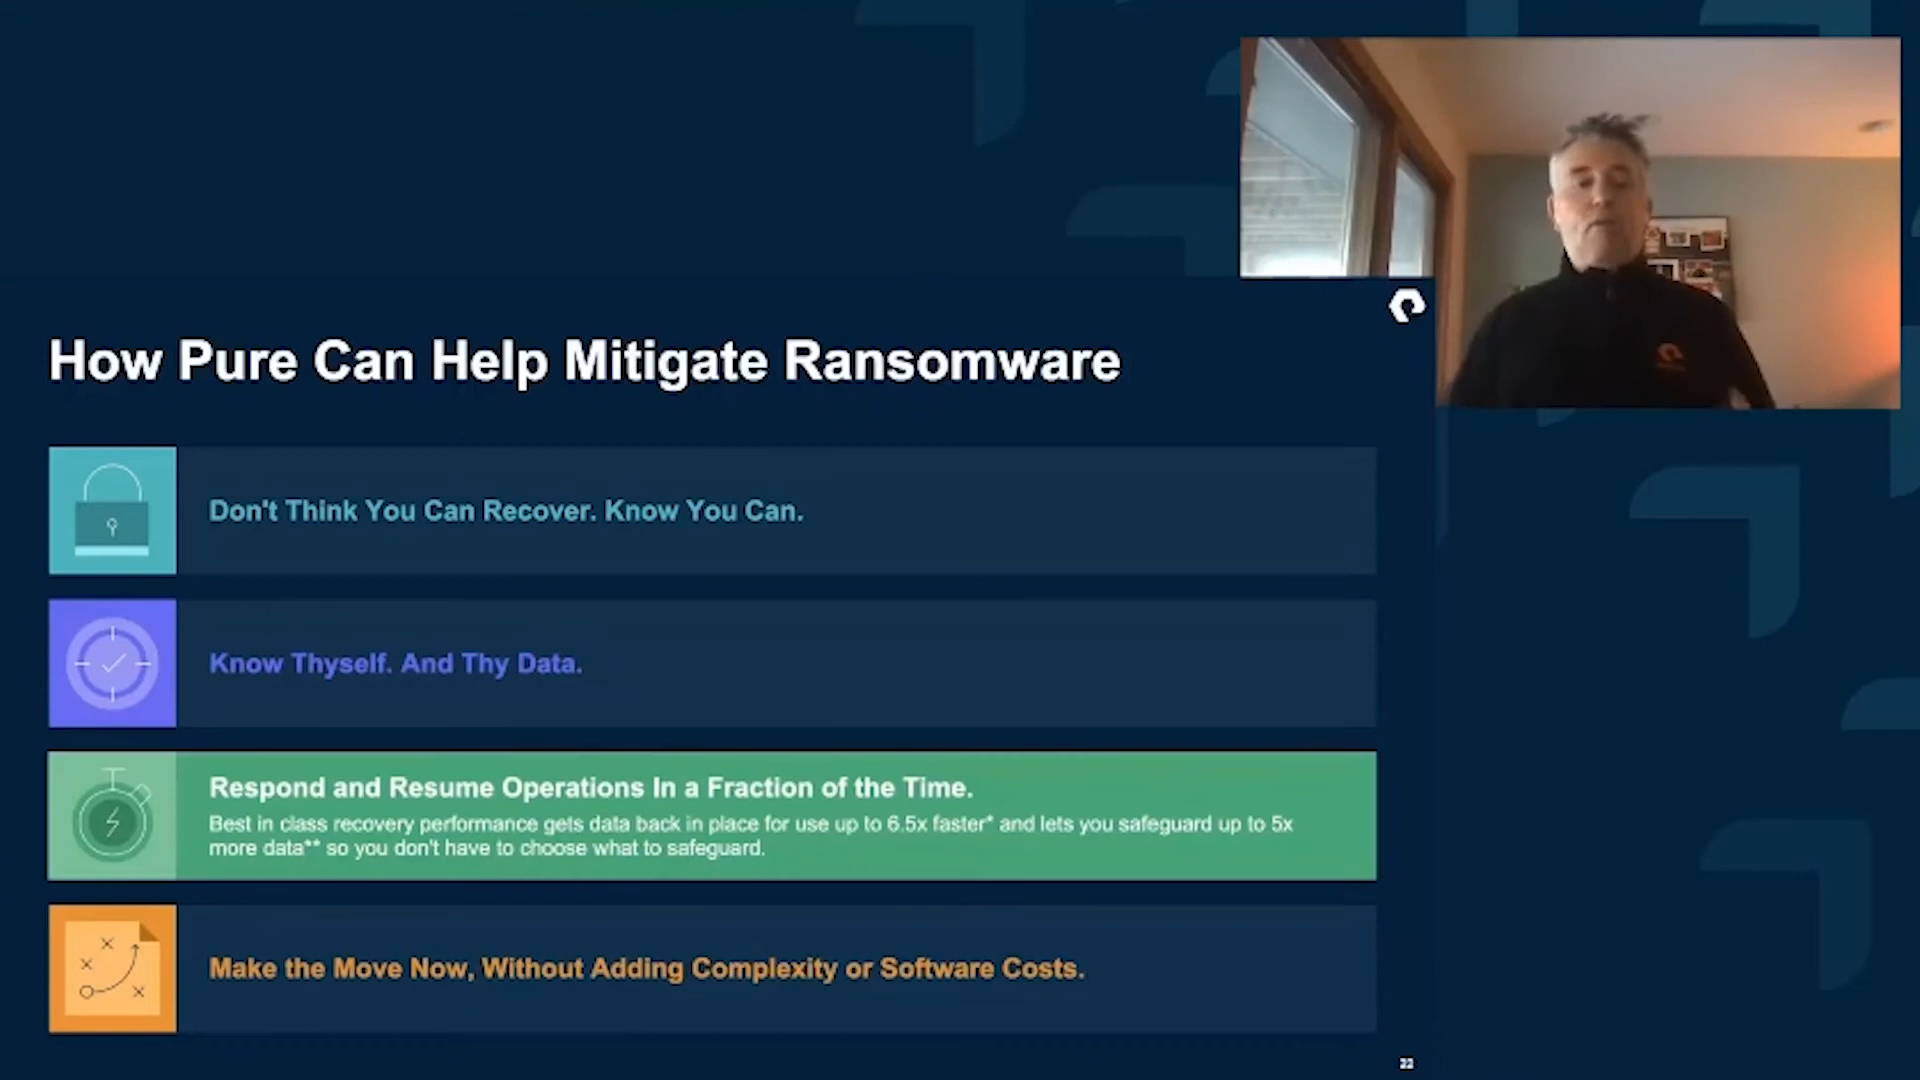 How Pure Can Help Mitigate Ransomware
Don't Think You Can Recover. Know You Can.
Know Thyself. And Thy Data.
Respond and Resume Operations In a Fraction of the Time.
Best in class recovery performance gets data back in place for use up to 6.5x faster* and lets you safeguard up to 5x
more data** so you don't have to choose what to safeguard.
Make the Move Now, Without Adding Complexity or Software Costs.